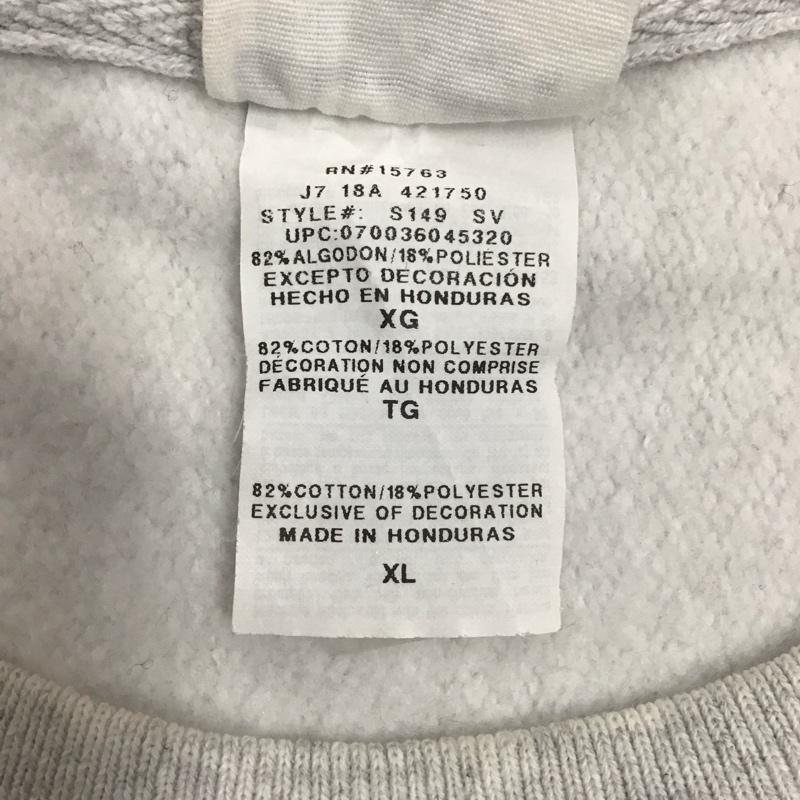 RN#15763
J7 18A 421750
STYLE#: S149 SV
UPC:070036045320
82%ALGODON/18%POLIESTER
EXCEPTO DECORACIÓN
HECHO EN HONDURAS
XG
82%COTON/18%POLYESTER
DÉCORATION NON COMPRISE
FABRIQUÉ AU HONDURAS
TG
82%COTTON/18%POLYESTER
EXCLUSIVE OF DECORATION
MADE IN HONDURAS
XL